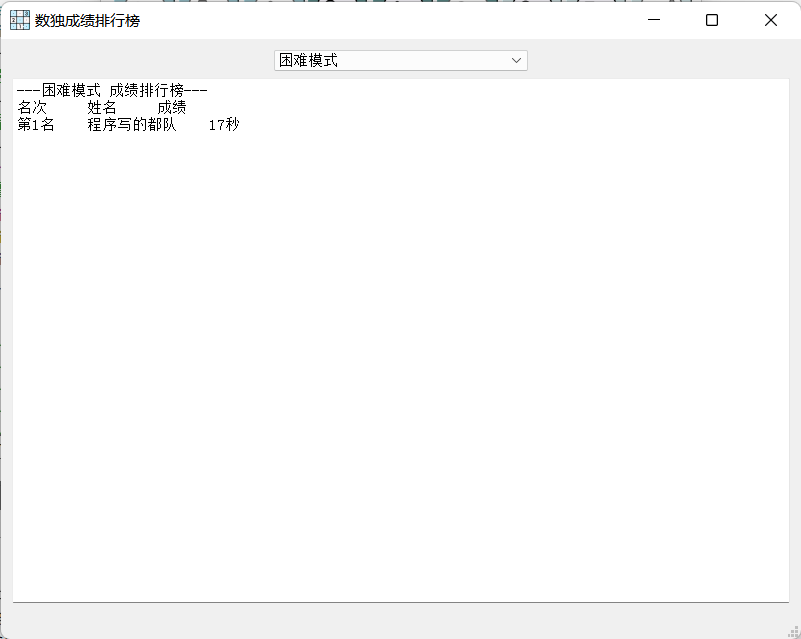 数独成绩排行榜
困难模式
---困难模式 成绩排行榜---
名次 姓名 成绩
第1名 程序写的都队 17秒